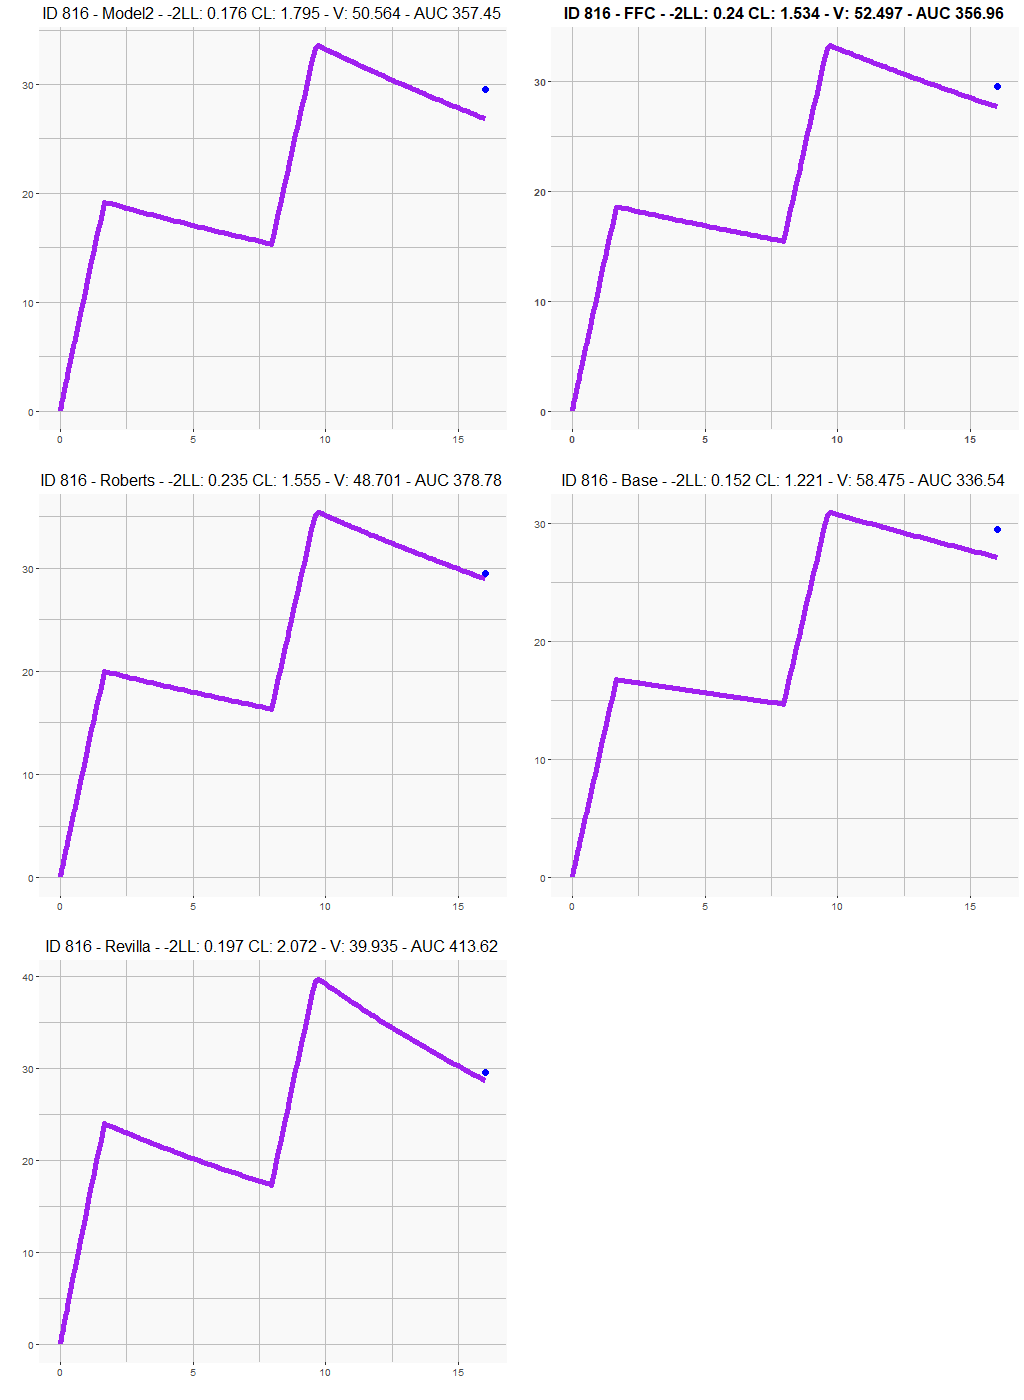 ID 816 - Model2 - -2LL: 0.176 CL: 1.795 - V: 50.564 - AUC 357.45
30
20
10
0
0 5 10 15
ID 816 - FFC - -2LL: 0.24 CL: 1.534 - V: 52.497 - AUC 356.96
30
20
10
0
0 5 10 15
ID 816 - Roberts - -2LL: 0.235 CL: 1.555 - V: 48.701 - AUC 378.78
30
20
10
0
0 5 10 15
ID 816 - Base - -2LL: 0.152 CL: 1.221 - V: 58.475 - AUC 336.54
30
20
10
0
0 5 10 15
ID 816 - Revilla - -2LL: 0.197 CL: 2.072 - V: 39.935 - AUC 413.62
40
30
20
10
0
0 5 10 15